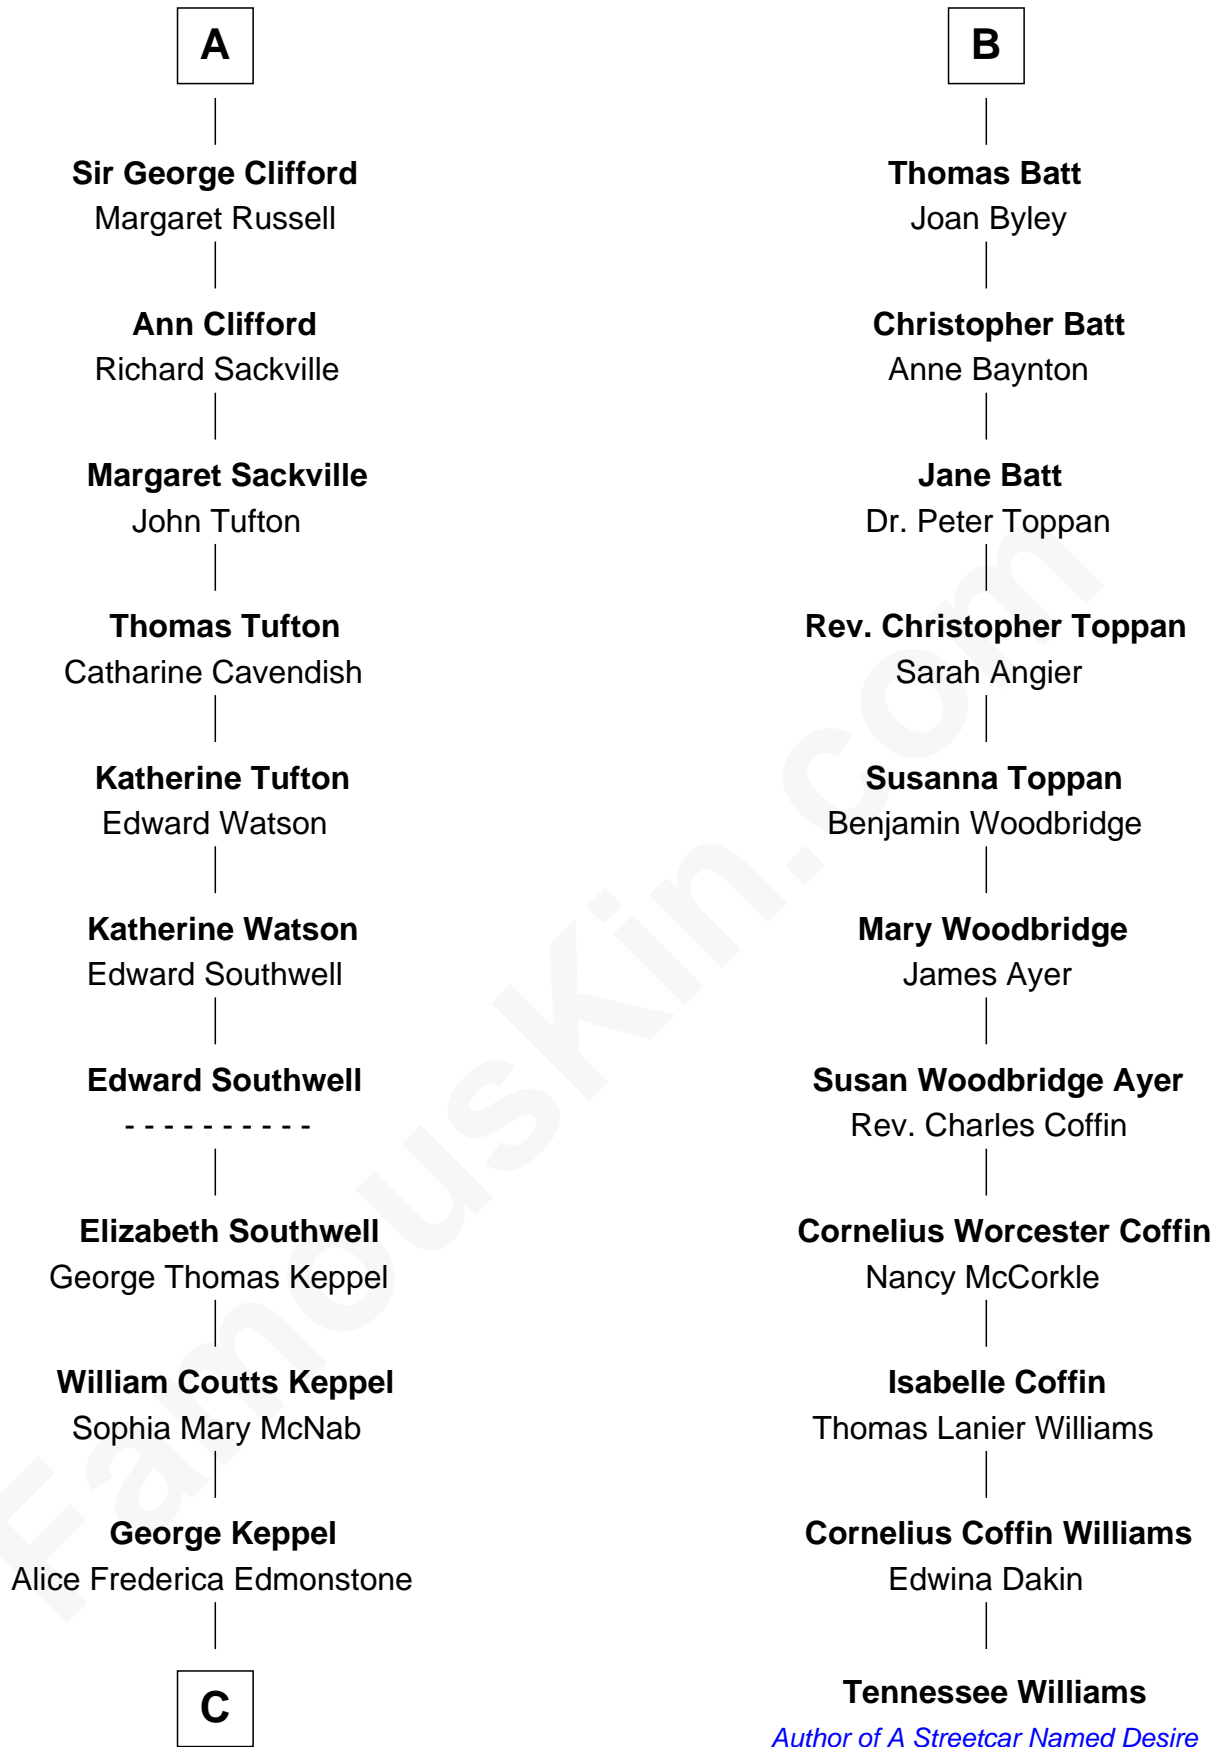 A
Sir George Clifford
Margaret Russell
Ann Clifford
Richard Sackville
Margaret Sackville
John Tufton
Thomas Tufton
Catharine Cavendish
Katherine Tufton
Edward Watson
Katherine Watson
Edward Southwell
Edward Southwell
- - - - - - - - - -
Elizabeth Southwell
George Thomas Keppel
William Coutts Keppel
Sophia Mary McNab
George Keppel
Alice Frederica Edmonstone
C
B
Thomas Batt
Joan Byley
Christopher Batt
Anne Baynton
Jane Batt
Dr. Peter Toppan
Rev. Christopher Toppan
Sarah Angier
Susanna Toppan
Benjamin Woodbridge
Mary Woodbridge
James Ayer
Susan Woodbridge Ayer
Rev. Charles Coffin
Cornelius Worcester Coffin
Nancy McCorkle
Isabelle Coffin
Thomas Lanier Williams
Cornelius Coffin Williams
Edwina Dakin
Tennessee Williams
Author of A Streetcar Named Desire
FamousKin.com